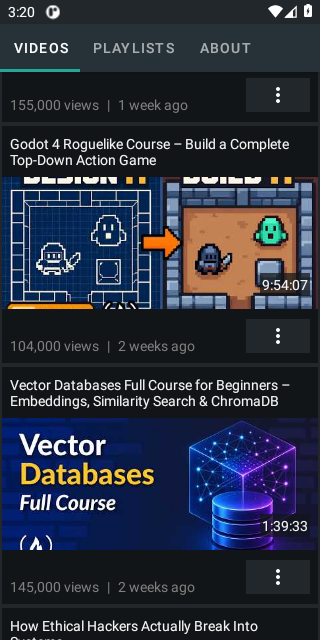 3:20
VIDEOS PLAYLISTS ABOUT
155,000 views | 1 week ago
Godot 4 Roguelike Course – Build a Complete
Top-Down Action Game
9:54:07
104,000 views | 2 weeks ago
Vector Databases Full Course for Beginners –
Embeddings, Similarity Search & ChromaDB
Vector
Databases
Full Course
1:39:33
145,000 views | 2 weeks ago
How Ethical Hackers Actually Break Into